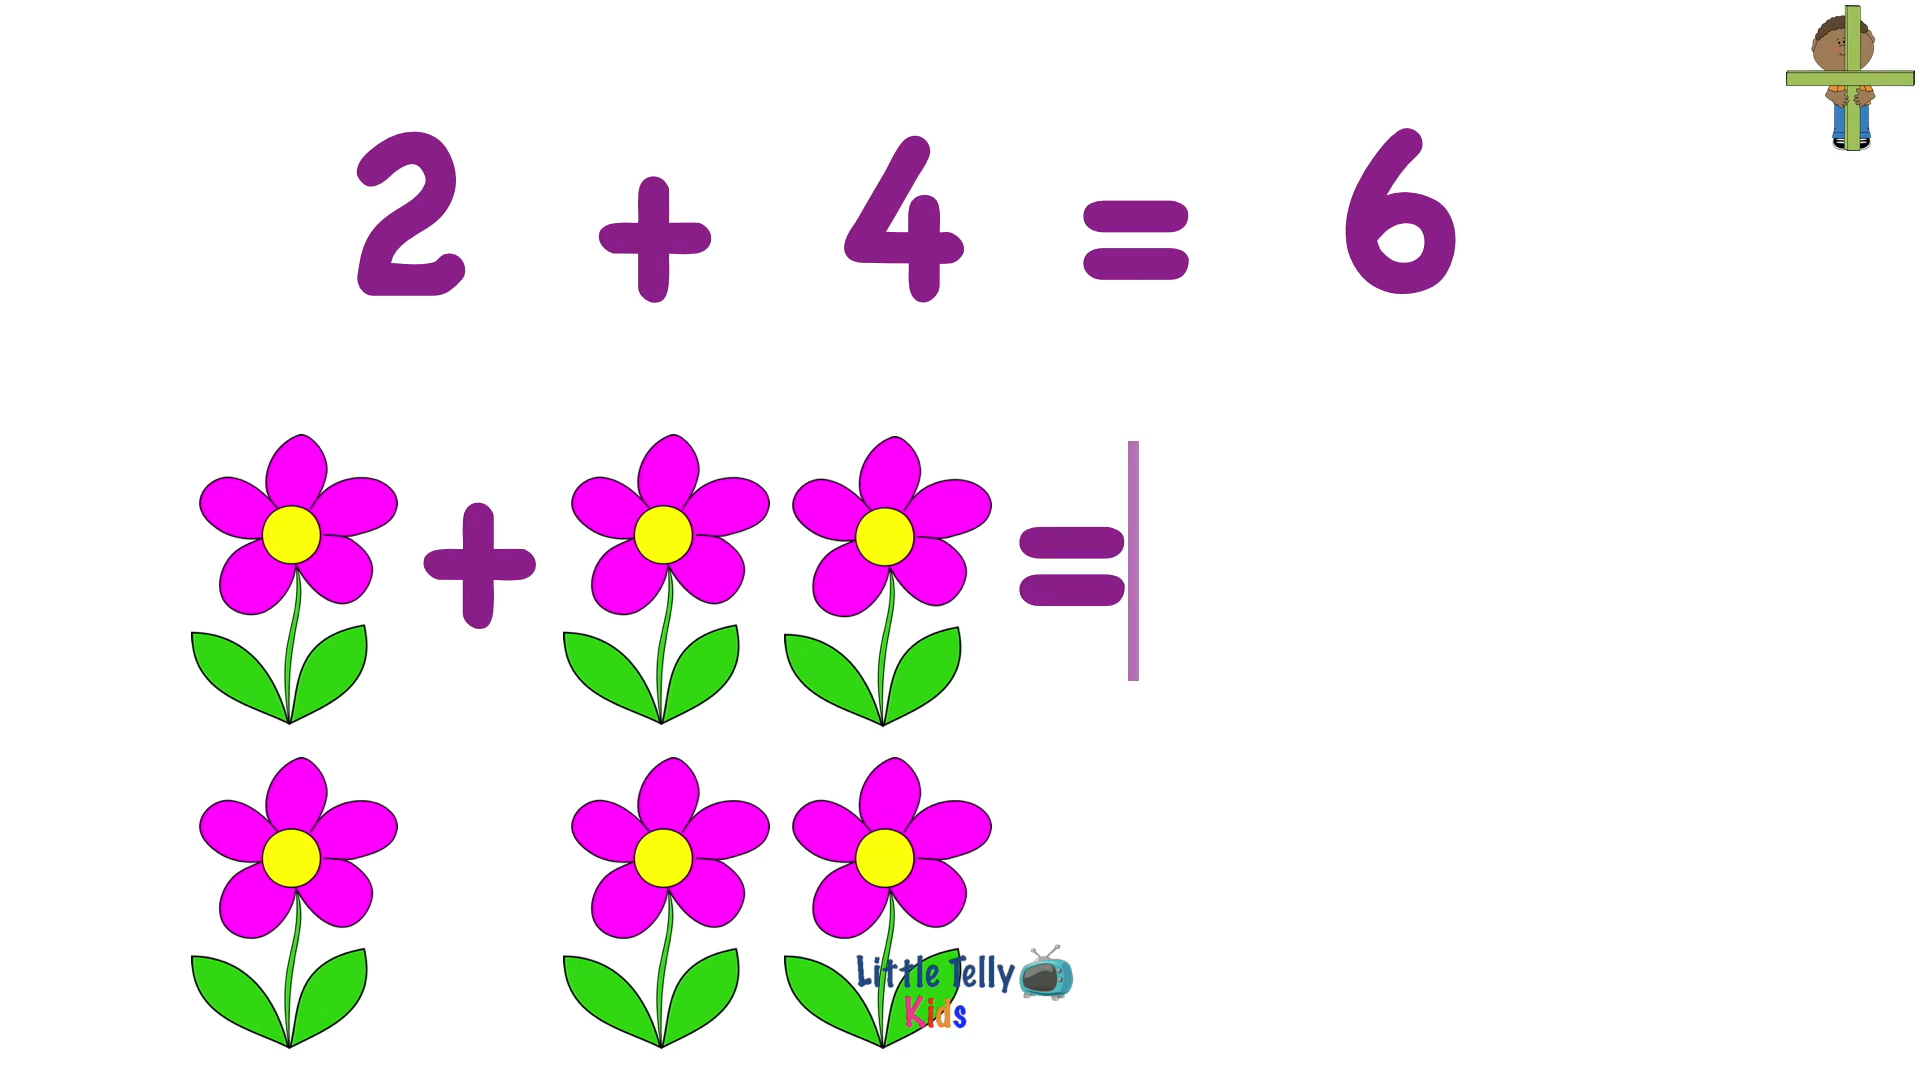 2 + 4 = 6
+ =
Little Telly
Kids